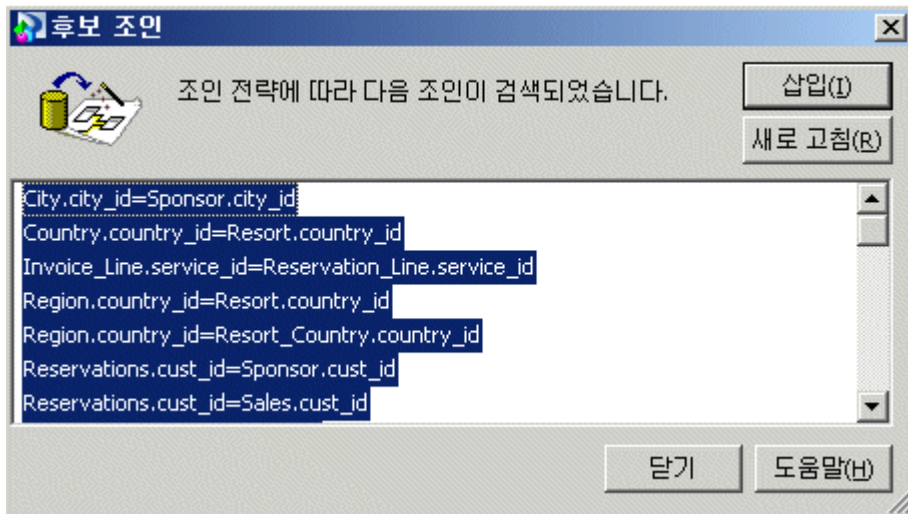 후보 조인
조인 전략에 따라 다음 조인이 검색되었습니다.
삽입(I)
새로 고침(R)
City.city_id=Sponsor.city_id
Country.country_id=Resort.country_id
Invoice_Line.service_id=Reservation_Line.service_id
Region.country_id=Resort.country_id
Region.country_id=Resort_Country.country_id
Reservations.cust_id=Sponsor.cust_id
Reservations.cust_id=Sales.cust_id
닫기
도움말(H)